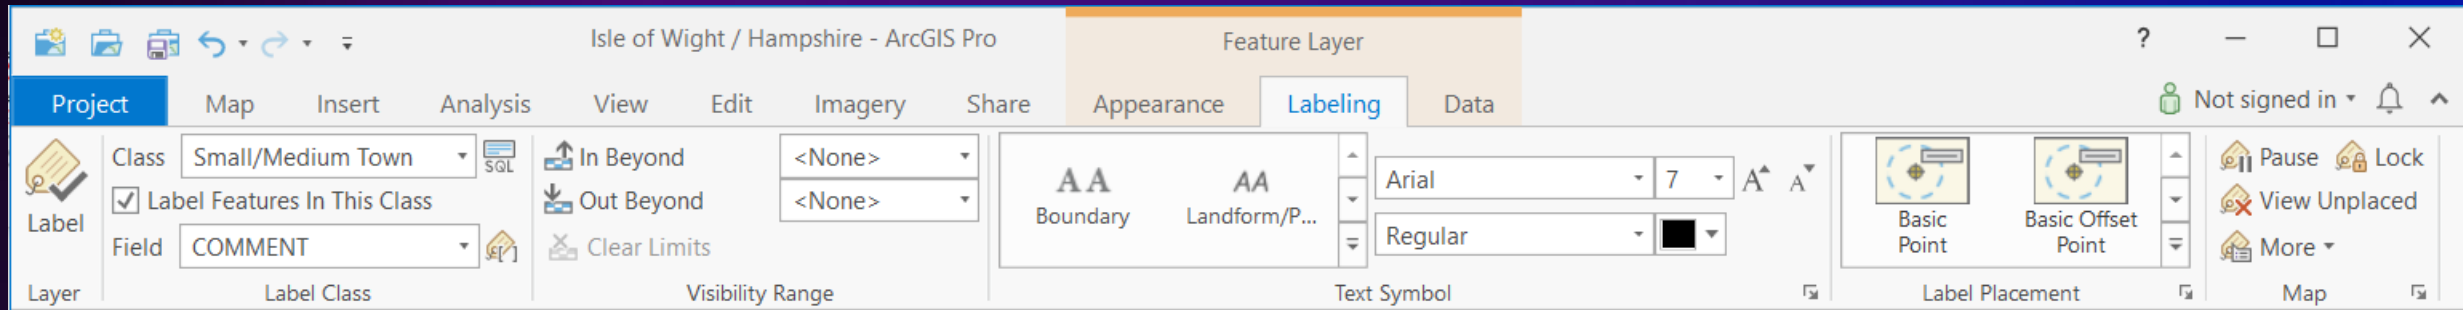 Isle of Wight / Hampshire - ArcGIS Pro
Feature Layer
?
Project Map Insert Analysis View Edit Imagery Share Appearance Labeling Data
Not signed in
Label
Layer
Class Small/Medium Town SQL
Label Features In This Class
Field COMMENT
Label Class
In Beyond <None>
Out Beyond <None>
Clear Limits
Visibility Range
AA AA
Boundary Landform/P...
Arial 7 A A
Regular
Text Symbol
Basic Point
Basic Offset Point
Label Placement
Pause Lock
View Unplaced
More
Map